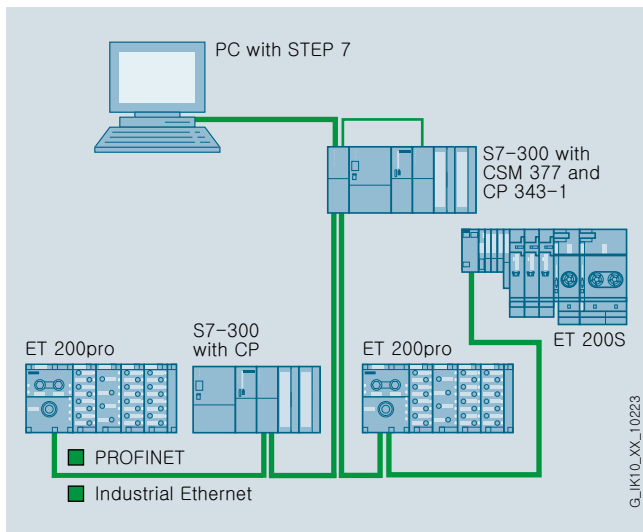 PC with STEP 7
S7-300 with
CSM 377 and
CP 343-1
ET 200S
ET 200pro
S7-300
with CP
ET 200pro
PROFINET
Industrial Ethernet
G_IK10_XX_10223